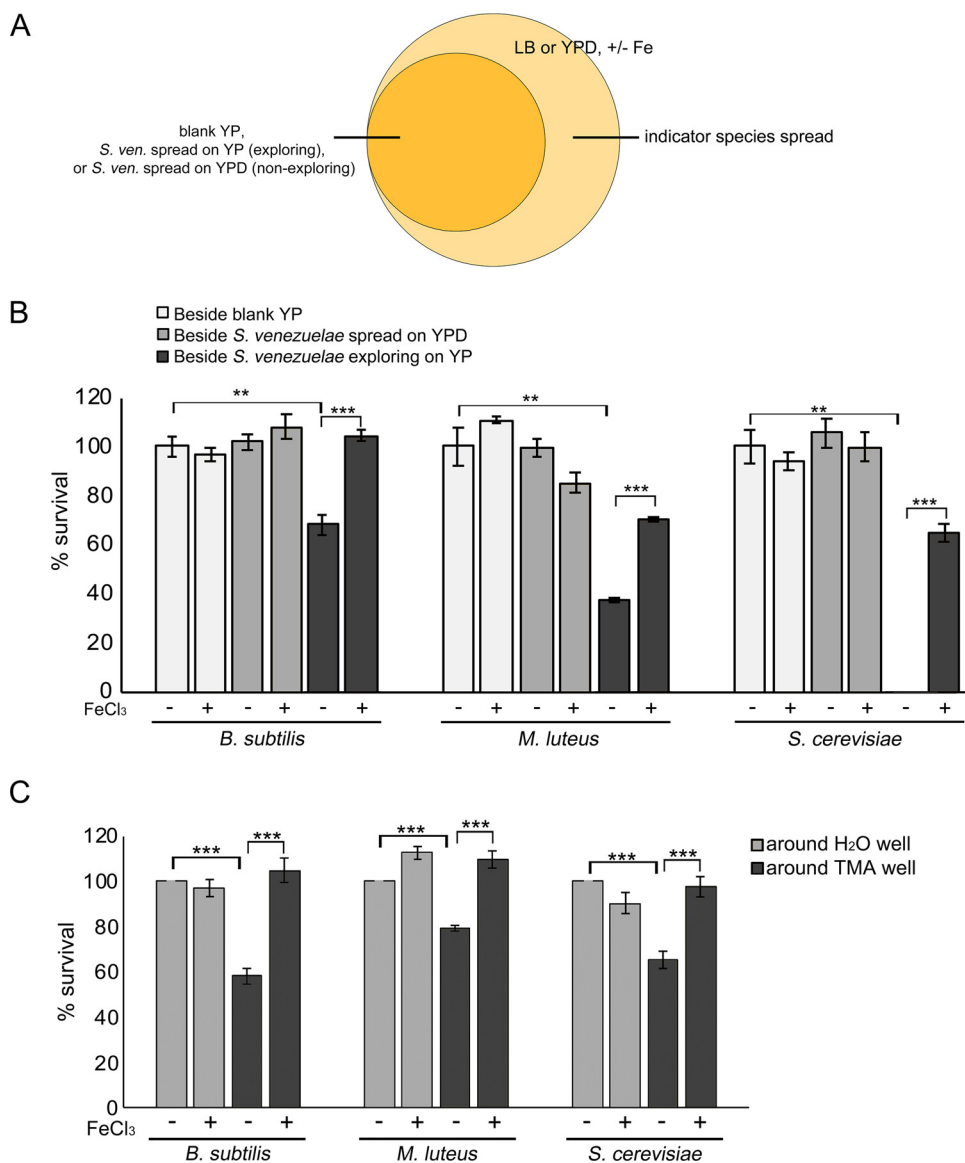 A
LB or YPD, +/- Fe
blank YP,
S. ven. spread on YP (exploring),
or S. ven. spread on YPD (non-exploring)
indicator species spread
B
Beside blank YP
Beside S. venezuelae spread on YPD
Beside S. venezuelae exploring on YP
% survival
120
100
80
60
40
20
0
** *** ** *** ** ***
FeCl₃ - + - + - + - + - + - + - + - + - +
B. subtilis M. luteus S. cerevisiae
C
around H₂O well
around TMA well
% survival
120
100
80
60
40
20
0
*** *** *** *** *** ***
FeCl₃ - + - + - + - + - + - +
B. subtilis M. luteus S. cerevisiae